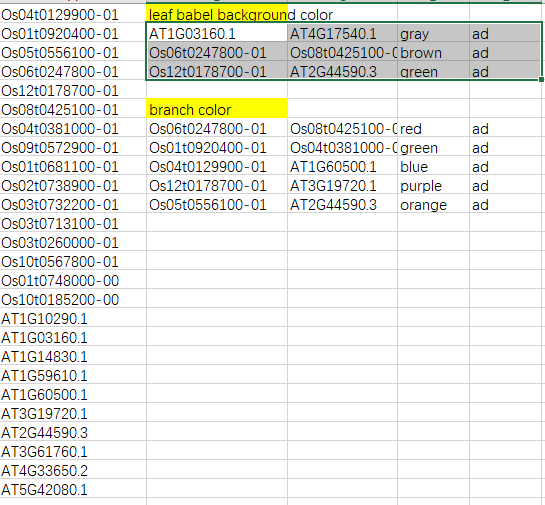 Os04t0129900-01 leaf babel background color
Os01t0920400-01 AT1G03160.1 AT4G17540.1 gray ad
Os05t0556100-01 Os06t0247800-01 Os08t0425100-0 brown ad
Os06t0247800-01 Os12t0178700-01 AT2G44590.3 green ad
Os12t0178700-01
Os08t0425100-01 branch color
Os04t0381000-01 Os06t0247800-01 Os08t0425100-0 red ad
Os09t0572900-01 Os01t0920400-01 Os04t0381000-0 green ad
Os01t0681100-01 Os04t0129900-01 AT1G60500.1 blue ad
Os02t0738900-01 Os12t0178700-01 AT3G19720.1 purple ad
Os03t0732200-01 Os05t0556100-01 AT2G44590.3 orange ad
Os03t0713100-01
Os03t0260000-01
Os10t0567800-01
Os01t0748000-00
Os10t0185200-00
AT1G10290.1
AT1G03160.1
AT1G14830.1
AT1G59610.1
AT1G60500.1
AT3G19720.1
AT2G44590.3
AT3G61760.1
AT4G33650.2
AT5G42080.1